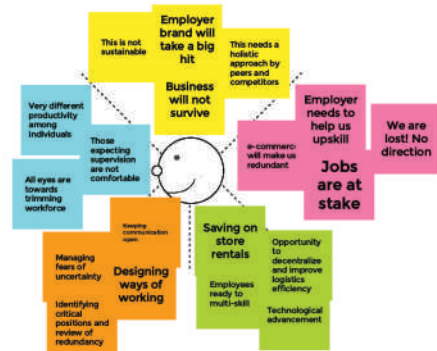 This is not
sustainable
Employer
brand will
take a big
hit
Business
will not
survive
This needs a
holistic
approach by
peers and
competitors
Very different
productivity
among
individuals
Those
expecting
supervision
are not
comfortable
All eyes are
towards
trimming
workforce
Employer
needs to
help us
upskill
e-commerce
will make us
redundant
Jobs
are at
stake
We are
lost! No
direction
Keeping
communication
open
Managing
fears of
uncertainty
Designing
ways of
working
Identifying
critical
positions and
review of
redundancy
Saving on
store
rentals
Opportunity
to
decentralize
and improve
logistics
efficiency
Employees
ready to
multi-skill
Technological
advancement